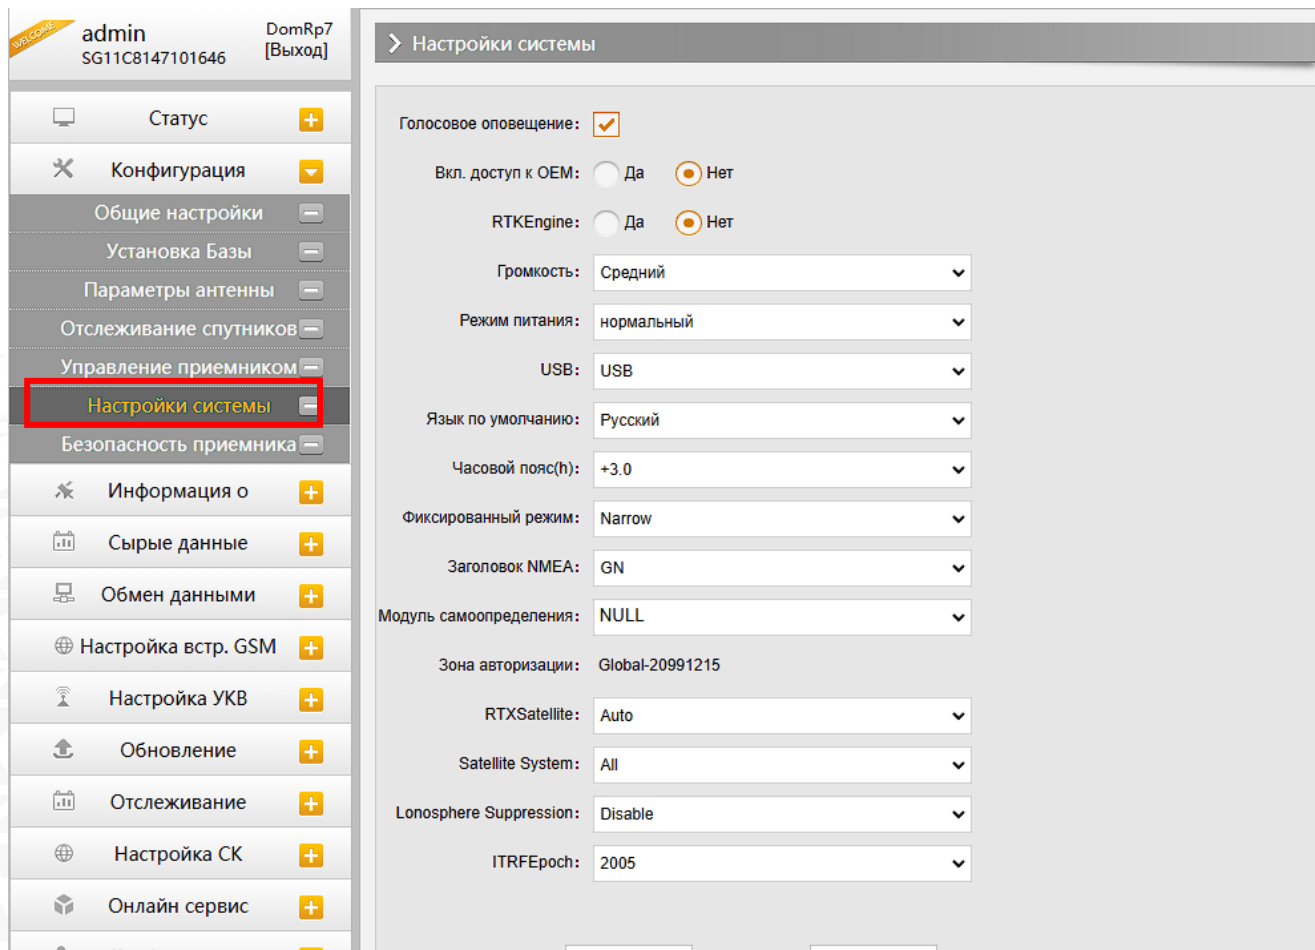 WELCOME
admin
DomRp7
SG11C8147101646
[Выход]
Статус
Конфигурация
Общие настройки
Установка Базы
Параметры антенны
Отслеживание спутников
Управление приемником
Настройки системы
Безопасность приемника
Информация о
Сырые данные
Обмен данными
Настройка встр. GSM
Настройка УКВ
Обновление
Отслеживание
Настройка СК
Онлайн сервис
Настройки системы
Голосовое оповещение:
Вкл. доступ к OEM: Да Нет
RTKEngine: Да Нет
Громкость: Средний
Режим питания: нормальный
USB: USB
Язык по умолчанию: Русский
Часовой пояс(h): +3.0
Фиксированный режим: Narrow
Заголовок NMEA: GN
Модуль самоопределения: NULL
Зона авторизации: Global-20991215
RTXSatellite: Auto
Satellite System: All
Lonosphere Suppression: Disable
ITRFEpoch: 2005